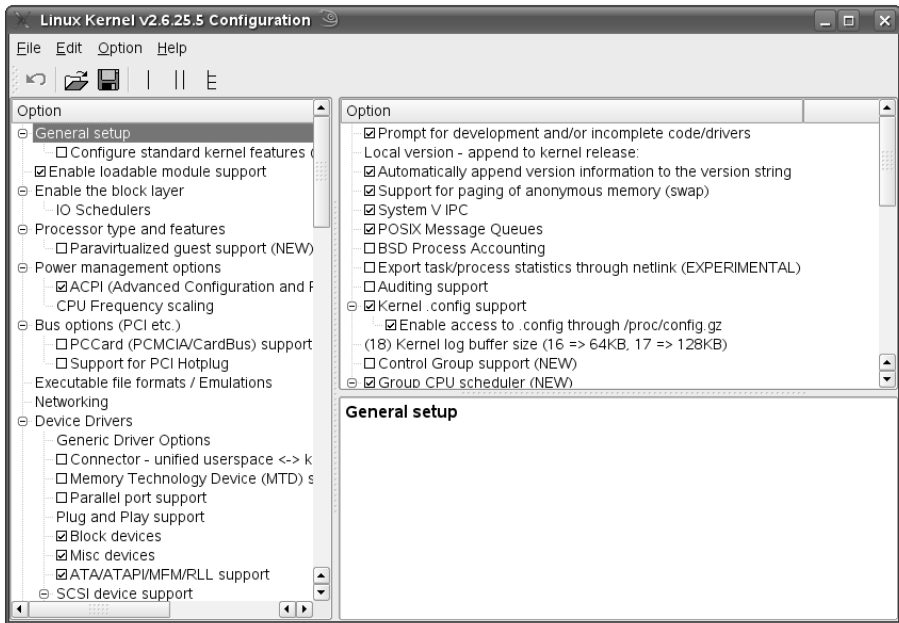 Linux Kernel v2.6.25.5 Configuration
File Edit Option Help
Option
General setup
Configure standard kernel features (
Enable loadable module support
Enable the block layer
IO Schedulers
Processor type and features
Paravirtualized guest support (NEW)
Power management options
ACPI (Advanced Configuration and P
CPU Frequency scaling
Bus options (PCI etc.)
PCCard (PCMCIA/CardBus) support
Support for PCI Hotplug
Executable file formats / Emulations
Networking
Device Drivers
Generic Driver Options
Connector - unified userspace <-> k
Memory Technology Device (MTD) s
Parallel port support
Plug and Play support
Block devices
Misc devices
ATA/ATAPI/MFM/RLL support
SCSI device support
Option
Prompt for development and/or incomplete code/drivers
Local version - append to kernel release:
Automatically append version information to the version string
Support for paging of anonymous memory (swap)
System V IPC
POSIX Message Queues
BSD Process Accounting
Export task/process statistics through netlink (EXPERIMENTAL)
Auditing support
Kernel .config support
Enable access to .config through /proc/config.gz
(18) Kernel log buffer size (16 => 64KB, 17 => 128KB)
Control Group support (NEW)
Group CPU scheduler (NEW)
General setup